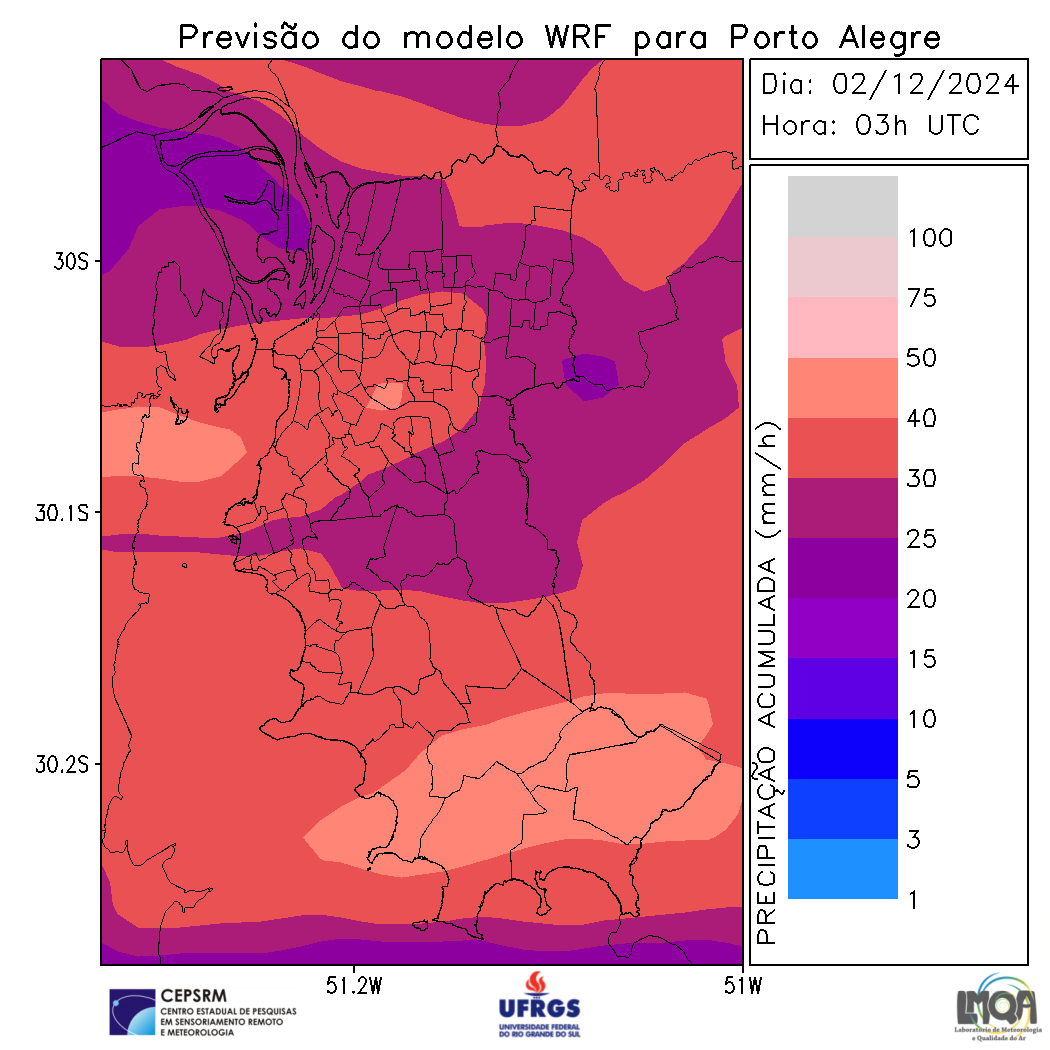 Previsão do modelo WRF para Porto Alegre
Dia: 02/12/2024
Hora: 03h UTC
30S
30.1S
30.2S
51.2W
51W
PRECIPITAÇÃO ACUMULADA (mm/h)
100
75
50
40
30
25
20
15
10
5
3
1
CEPSRM
CENTRO ESTADUAL DE PESQUISAS
EM SENSORIAMENTO REMOTO
E METEOROLOGIA
UFRGS
UNIVERSIDADE FEDERAL
DO RIO GRANDE DO SUL
LMQA
Laboratório de Meteorologia
e Qualidade do Ar